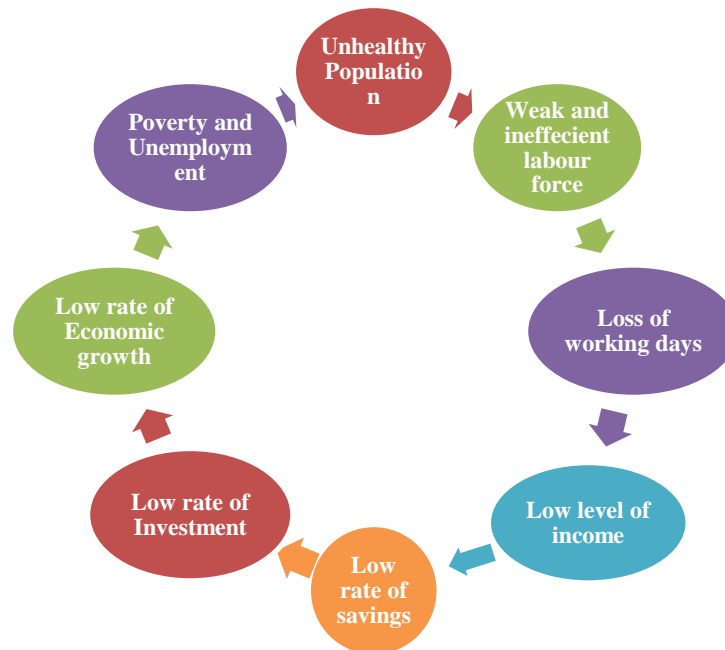 Unhealthy
Populatio
n
Weak and
ineffecient
labour
force
Loss of
working days
Low level of
income
Low
rate of
savings
Low rate of
Investment
Low rate of
Economic
growth
Poverty and
Unemploym
ent